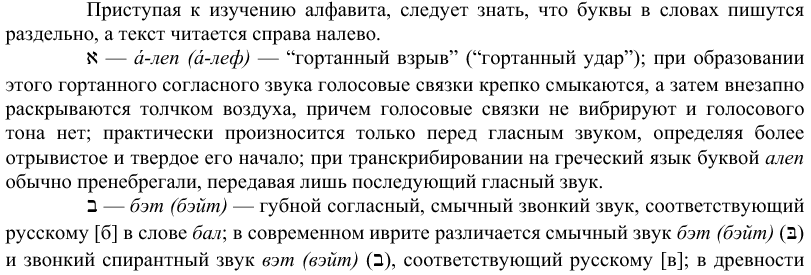 Приступая к изучению алфавита, следует знать, что буквы в словах пишутся
раздельно, а текст читается справа налево.
א — а́-леп (а́-леф) — “гортанный взрыв” (“гортанный удар”); при образовании
этого гортанного согласного звука голосовые связки крепко смыкаются, а затем внезапно
раскрываются толчком воздуха, причем голосовые связки не вибрируют и голосового
тона нет; практически произносится только перед гласным звуком, определяя более
отрывистое и твердое его начало; при транскрибировании на греческий язык буквой алеп
обычно пренебрегали, передавая лишь последующий гласный звук.
ב — бэт (бэйт) — губной согласный, смычный звонкий звук, соответствующий
русскому [б] в слове бал; в современном иврите различается смычный звук бэт (бэйт) (בּ)
и звонкий спирантный звук вэт (вэйт) (ב), соответствующий русскому [в]; в древности